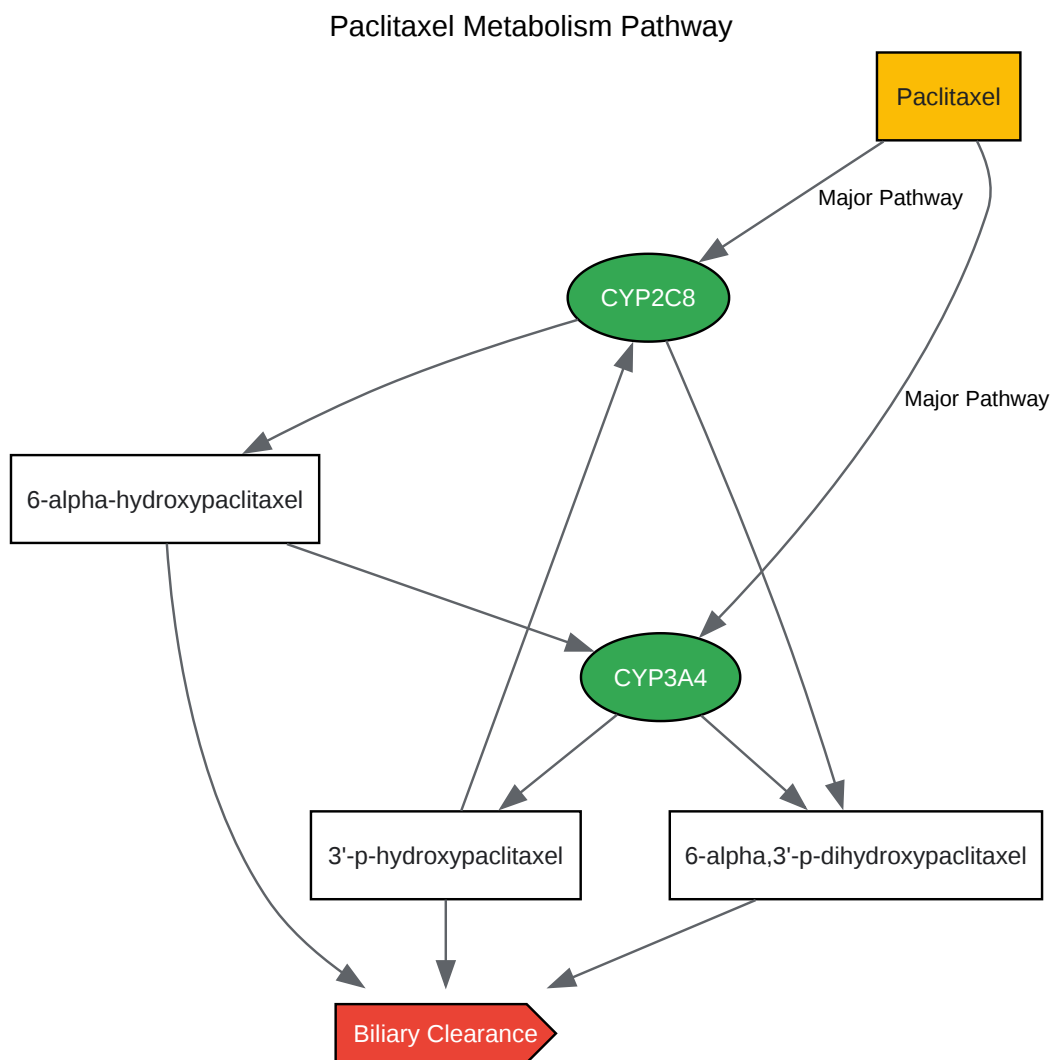 Paclitaxel Metabolism Pathway
Paclitaxel
Major Pathway
CYP2C8
Major Pathway
6-alpha-hydroxypaclitaxel
CYP3A4
3'-p-hydroxypaclitaxel
6-alpha,3'-p-dihydroxypaclitaxel
Biliary Clearance